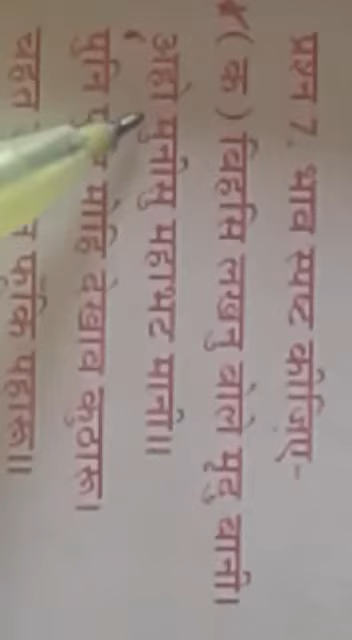 प्रश्न 7. भाव स्पष्ट कीजिए-
(क) विहसि लखनु बोले मृदु बानी।
अहो मुनीसु महाभट मानी॥
पुनि मोहि देखाव कुठारू।
चहत फूँकि पहारू॥